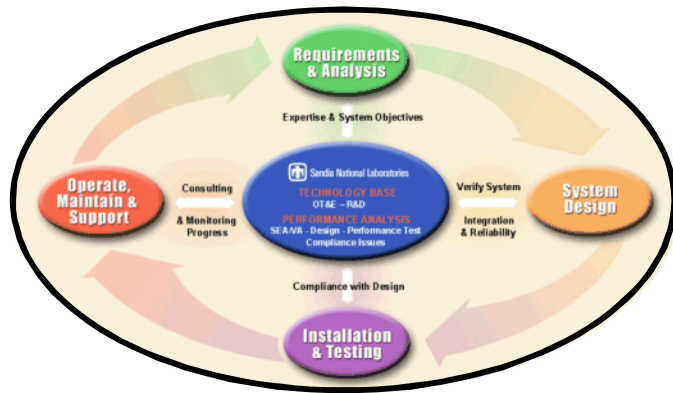 Requirements
& Analysis
Expertise & System Objectives
Operate,
Maintain &
Support
Consulting
& Monitoring
Progress
Sandia National Laboratories
TECHNOLOGY BASE
OT&E – R&D
PERFORMANCE ANALYSIS
SEA/VA - Design - Performance Test
Compliance Issues
Verify System
Integration
& Reliability
System
Design
Compliance with Design
Installation
& Testing